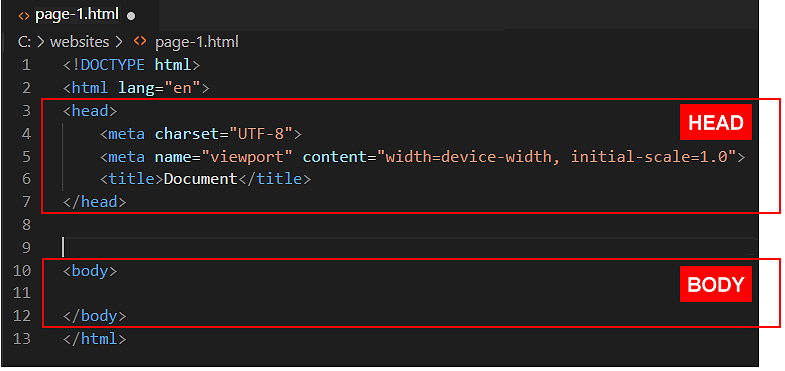 page-1.html
C: > websites > page-1.html
1 <!DOCTYPE html>
2 <html lang="en">
3 <head>
HEAD
4     <meta charset="UTF-8">
5     <meta name="viewport" content="width=device-width, initial-scale=1.0">
6     <title>Document</title>
7 </head>
8
9
10 <body>
BODY
11
12 </body>
13 </html>